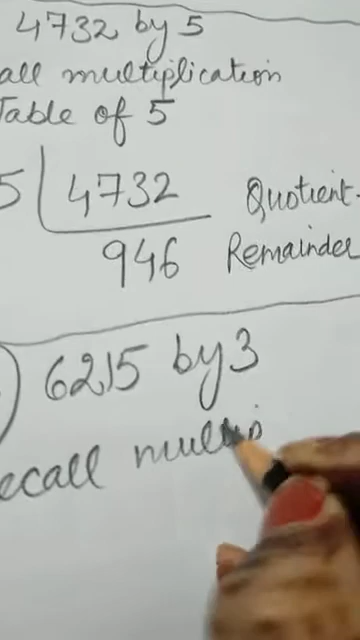 4732 by 5
all multiplication
Table of 5
5 4732 Quotient-
946 Remainder
) 6215 by 3
ecall